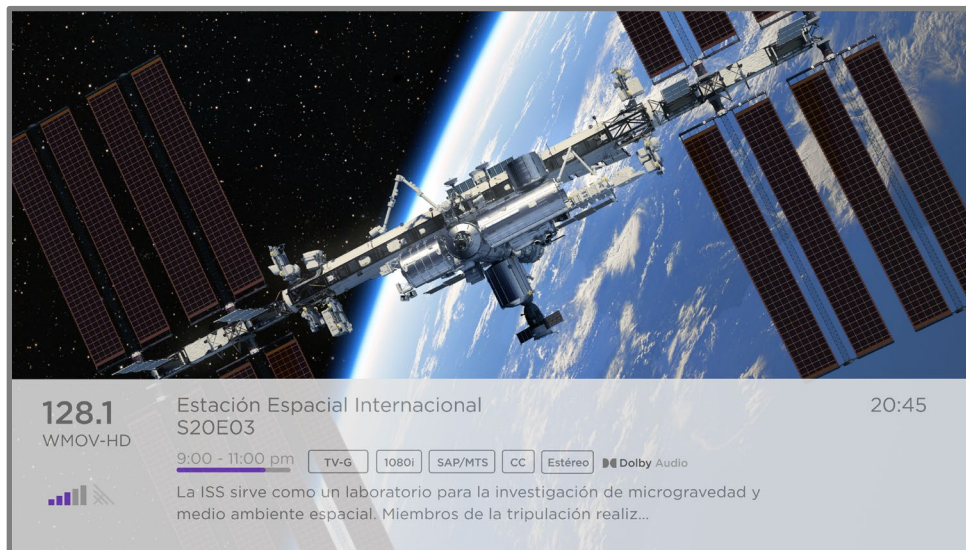 128.1
WMOV-HD
Estación Espacial Internacional
S20E03
20:45
9:00 - 11:00 pm
TV-G 1080i SAP/MTS CC Estéreo Dolby Audio
La ISS sirve como un laboratorio para la investigación de microgravedad y
medio ambiente espacial. Miembros de la tripulación realiz...